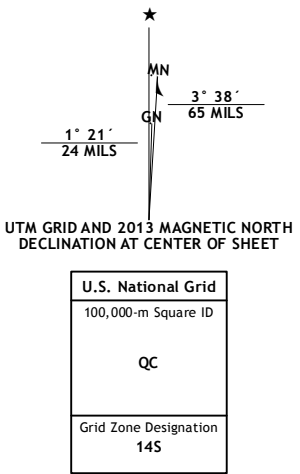 ★
MN
3° 38´
65 MILS
GN
1° 21´
24 MILS
UTM GRID AND 2013 MAGNETIC NORTH
DECLINATION AT CENTER OF SHEET
U.S. National Grid
100,000-m Square ID
QC
Grid Zone Designation
14S